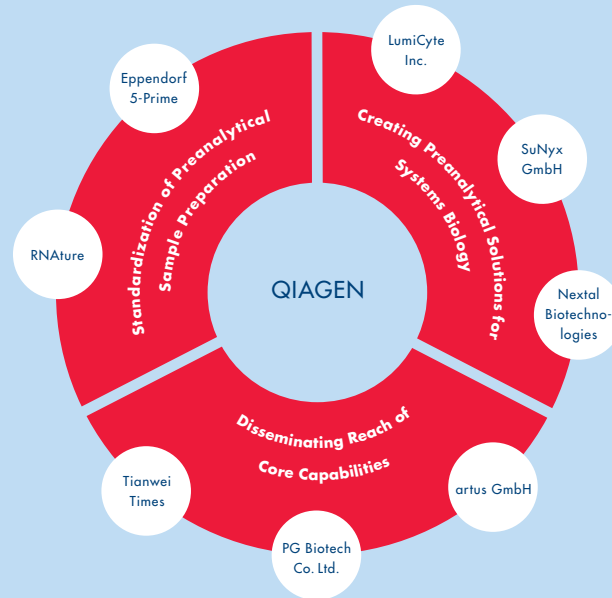 LumiCyte
Inc.
Eppendorf
5-Prime
SuNyx
GmbH
Creating Preanalytical Solutions for
Systems Biology
Standardization of Preanalytical
Sample Preparation
RNAture
QIAGEN
Nextal
Biotechno-
logies
Disseminating Reach of
Core Capabilities
Tianwei
Times
artus GmbH
PG Biotech
Co. Ltd.